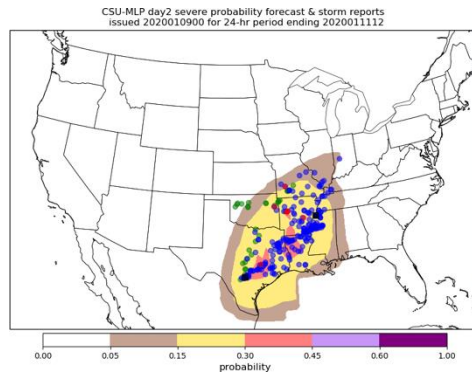 CSU-MLP day2 severe probability forecast & storm reports
issued 2020010900 for 24-hr period ending 2020011112
0.00 0.05 0.15 0.30 0.45 0.60 1.00
probability